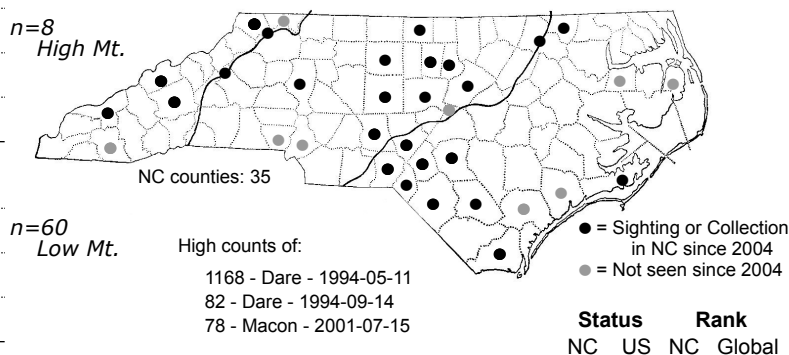 n=8
High Mt.
NC counties: 35
n=60
Low Mt.
High counts of:
1168 - Dare - 1994-05-11
82 - Dare - 1994-09-14
78 - Macon - 2001-07-15
= Sighting or Collection
in NC since 2004
= Not seen since 2004
Status Rank
NC US NC Global